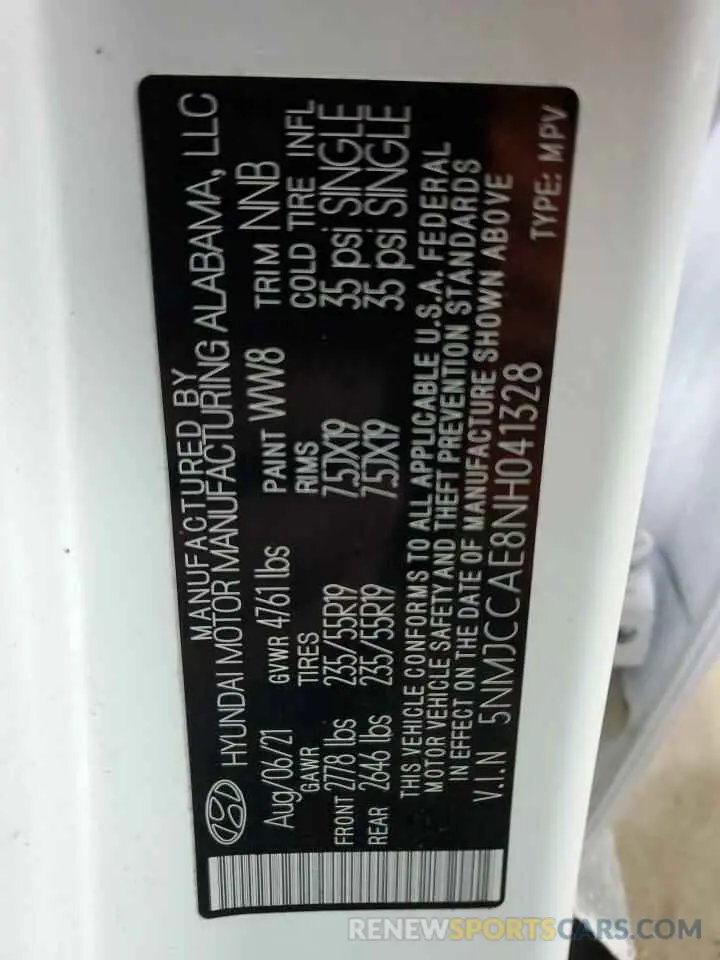 MANUFACTURED BY
HYUNDAI MOTOR MANUFACTURING ALABAMA, LLC
Aug/06/21 GVWR 4761 lbs PAINT WW8 TRIM NNB
GAWR TIRES RIMS COLD TIRE INFL
FRONT 2778 lbs 235/55R19 7.5JX19 35 psi SINGLE
REAR 2646 lbs 235/55R19 7.5JX19 35 psi SINGLE
THIS VEHICLE CONFORMS TO ALL APPLICABLE U.S.A. FEDERAL
MOTOR VEHICLE SAFETY AND THEFT PREVENTION STANDARDS
IN EFFECT ON THE DATE OF MANUFACTURE SHOWN ABOVE
V.I.N 5NMJCCAE8NH041328 TYPE: MPV
RENEWSPORTSCARS.COM